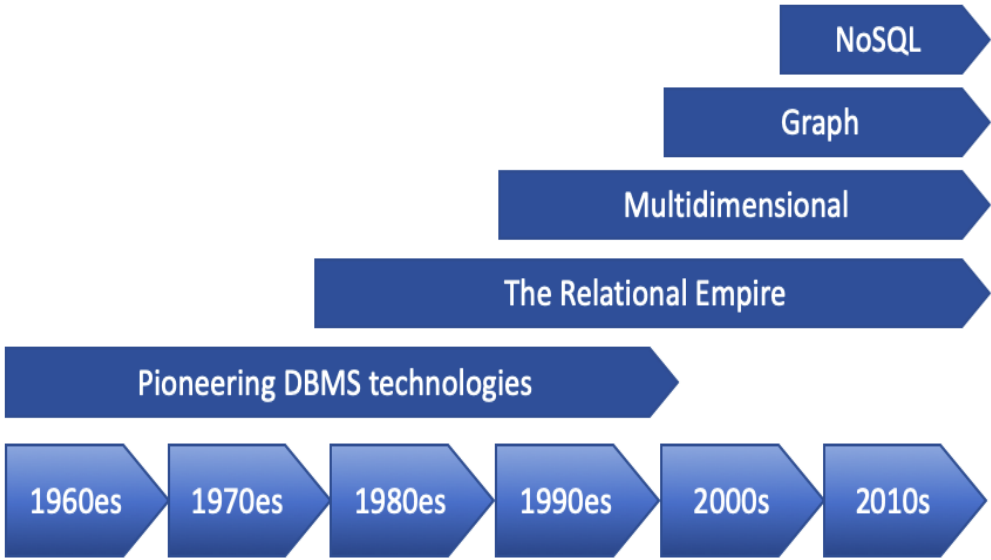 NoSQL
Graph
Multidimensional
The Relational Empire
Pioneering DBMS technologies
1960es 1970es 1980es 1990es 2000s 2010s